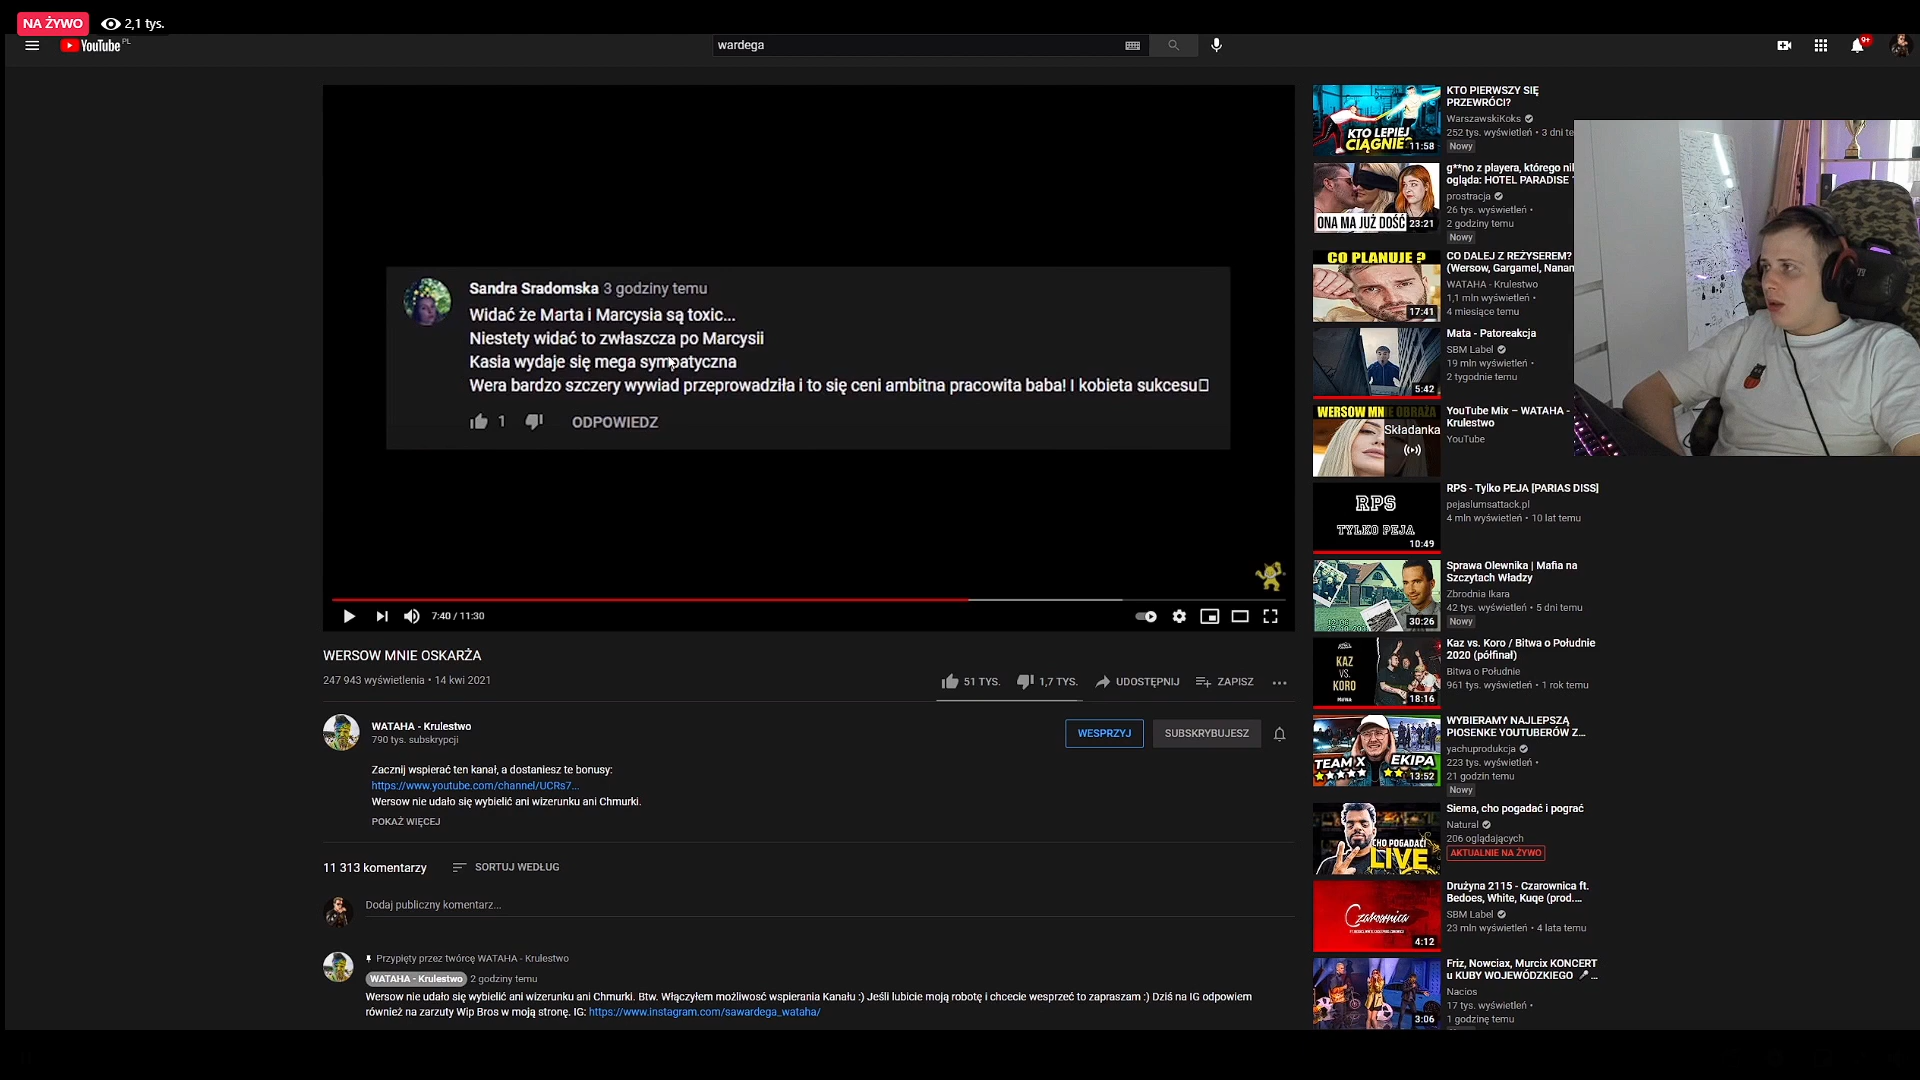 NA ŻYWO
2,1 tys.
YouTube PL
wardega
9+
Sandra Sradomska 3 godziny temu
Widać że Marta i Marcysia są toxic...
Niestety widać to zwłaszcza po Marcysii
Kasia wydaje się mega sympatyczna
Wera bardzo szczery wywiad przeprowadziła i to się ceni ambitna pracowita baba! I kobieta sukcesu
1
ODPOWIEDZ
7:40 / 11:30
WERSOW MNIE OSKARŻA
247 943 wyświetlenia • 14 kwi 2021
51 TYS.
1,7 TYS.
UDOSTĘPNIJ
ZAPISZ
WATAHA - Krulestwo
790 tys. subskrypcji
WESPRZYJ
SUBSKRYBUJESZ
Zacznij wspierać ten kanał, a dostaniesz te bonusy:
https://www.youtube.com/channel/UCRs7...
Wersow nie udało się wybielić ani wizerunku ani Chmurki.
POKAŻ WIĘCEJ
11 313 komentarzy
SORTUJ WEDŁUG
Dodaj publiczny komentarz...
Przypięty przez twórcę WATAHA - Krulestwo
WATAHA - Krulestwo 2 godziny temu
Wersow nie udało się wybielić ani wizerunku ani Chmurki. Btw. Włączyłem możliwosć wspierania Kanału :) Jeśli lubicie moją robotę i chcecie wesprzeć to zapraszam :) Dziś na IG odpowiem
również na zarzuty Wip Bros w moją stronę. IG: https://www.instagram.com/sawardega_wataha/
KTO LEPIEJ
CIĄGNIE?
11:58
KTO PIERWSZY SIĘ
PRZEWRÓCI?
WarszawskiKoks
252 tys. wyświetleń • 3 dni te
Nowy
ONA MA JUŻ DOŚĆ
23:21
g**no z playera, którego nik
ogląda: HOTEL PARADISE
prostracja
26 tys. wyświetleń •
2 godziny temu
Nowy
CO PLANUJE ?
17:41
CO DALEJ Z REŻYSEREM?
(Wersow, Gargamel, Nanan
WATAHA - Krulestwo
1,1 mln wyświetleń •
4 miesiące temu
5:42
Mata - Patoreakcja
SBM Label
19 mln wyświetleń •
2 tygodnie temu
WERSOW MNIE OBRAŻA
Składanka
YouTube Mix – WATAHA -
Krulestwo
YouTube
RPS
TYLKO PEJA
10:49
RPS - Tylko PEJA [PARIAS DISS]
pejaslumsattack.pl
4 mln wyświetleń • 10 lat temu
30:26
Sprawa Olewnika | Mafia na
Szczytach Władzy
Zbrodnia Ikara
42 tys. wyświetleń • 5 dni temu
Nowy
KAZ
VS.
KORO
18:16
Kaz vs. Koro / Bitwa o Południe
2020 (półfinał)
Bitwa o Południe
961 tys. wyświetleń • 1 rok temu
TEAM X
EKIPA
13:52
WYBIERAMY NAJLEPSZĄ
PIOSENKE YOUTUBERÓW Z...
yachuprodukcja
223 tys. wyświetleń •
21 godzin temu
Nowy
CHO POGADAĆ!
LIVE
Siema, cho pogadać i pograć
Natural
206 oglądających
AKTUALNIE NA ŻYWO
Czarownica
4:12
Drużyna 2115 - Czarownica ft.
Bedoes, White, Kuqe (prod....
SBM Label
23 mln wyświetleń • 4 lata temu
3:06
Friz, Nowciax, Murcix KONCERT
u KUBY WOJEWÓDZKIEGO 🎤...
Nacios
17 tys. wyświetleń •
1 godzinę temu